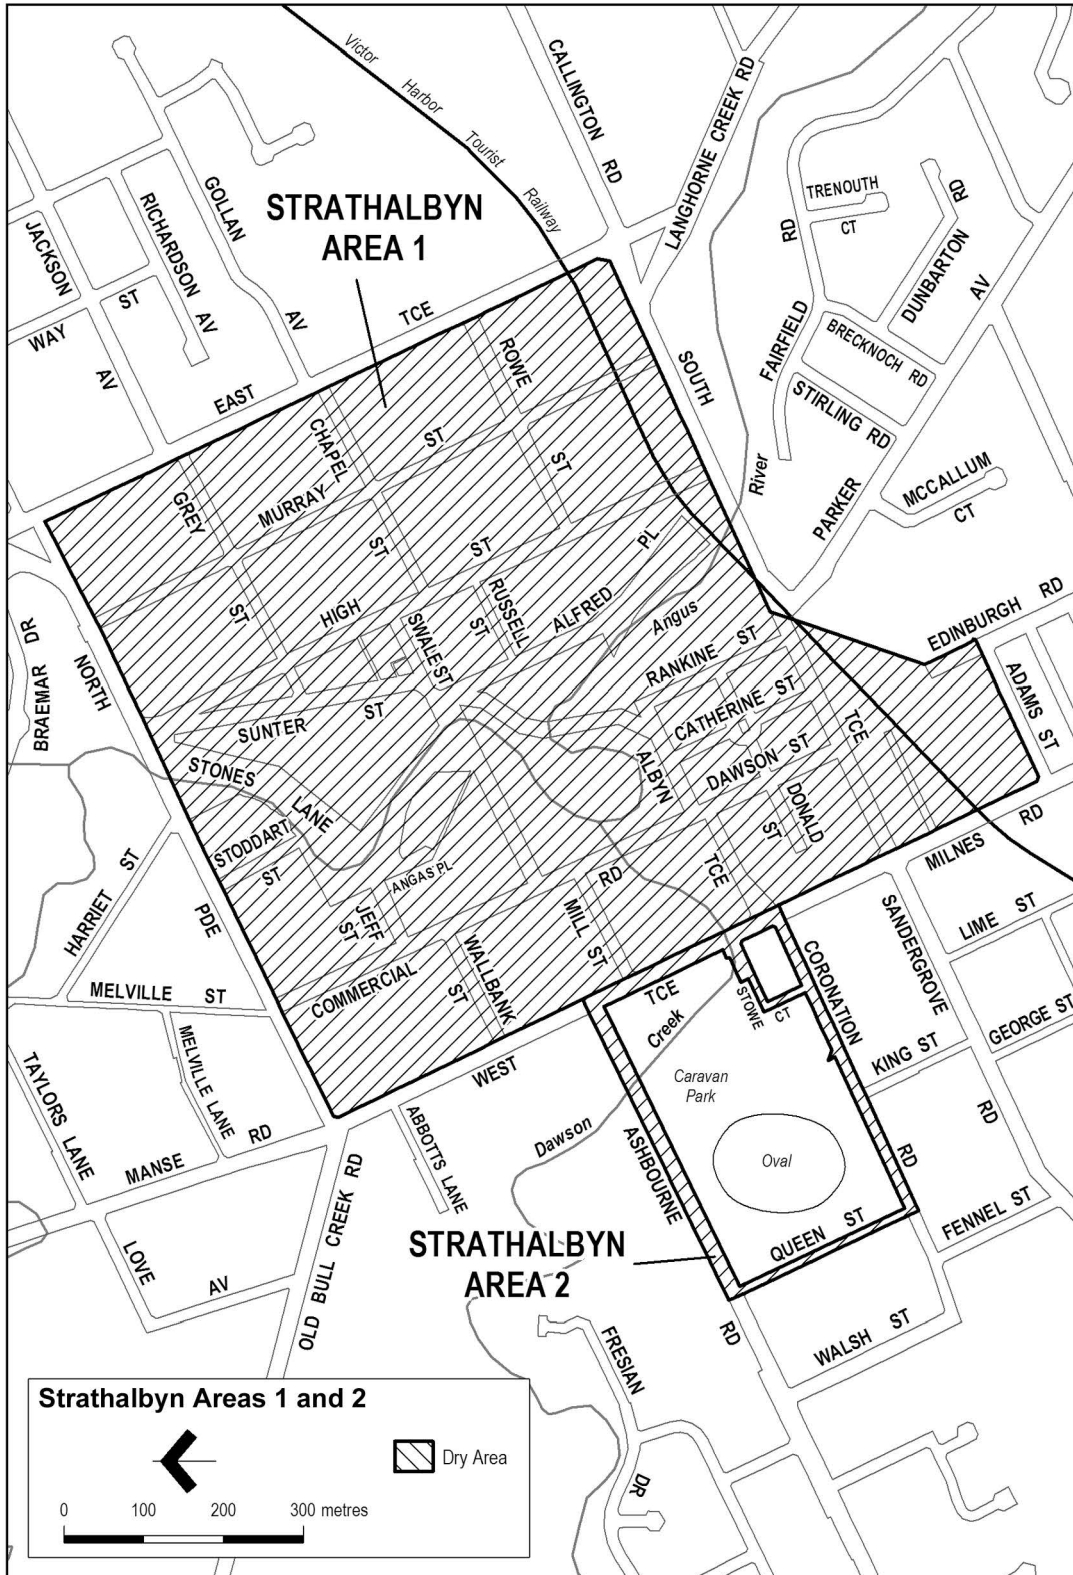 Victor
Harbor
Tourist
Railway
CALLINGTON RD
LANGHORNE CREEK RD
TRENOUTH
CT
RD
DUNBARTON RD
AV
JACKSON
AV
RICHARDSON
AV
GOLLAN
AV
STRATHALBYN
AREA 1
WAY
ST
EAST
TCE
FAIRFIELD
BRECKNOCH RD
STIRLING RD
PARKER
MCCALLUM
CT
SOUTH
TCE
River
Angus
ROWE
ST
CHAPEL
ST
GREY
ST
MURRAY
ST
HIGH
ST
RUSSELL
ST
SWALE ST
ALFRED
PL
RANKINE ST
CATHERINE ST
DAWSON ST
DONALD
ST
ALBYN
TCE
EDINBURGH RD
ADAMS ST
BRAEMAR DR
NORTH
PDE
SUNTER
ST
STONES
LANE
STODDART
ST
HARRIET ST
JEFF
ST
ANGAS PL
COMMERCIAL
RD
MILL ST
WALLBANK
ST
MELVILLE ST
MELVILLE LANE
TAYLORS LANE
MANSE
RD
WEST
TCE
ABBOTTS LANE
OLD BULL CREEK RD
LOVE
AV
MILNES
RD
LIME ST
SANDERGROVE
RD
GEORGE ST
KING ST
CORONATION
RD
STOWE
CT
Creek
Dawson
Caravan
Park
Oval
ASHBOURNE
RD
QUEEN ST
FENNEL ST
WALSH ST
STRATHALBYN
AREA 2
FRESIAN
DR
Strathalbyn Areas 1 and 2
Dry Area
0 100 200 300 metres